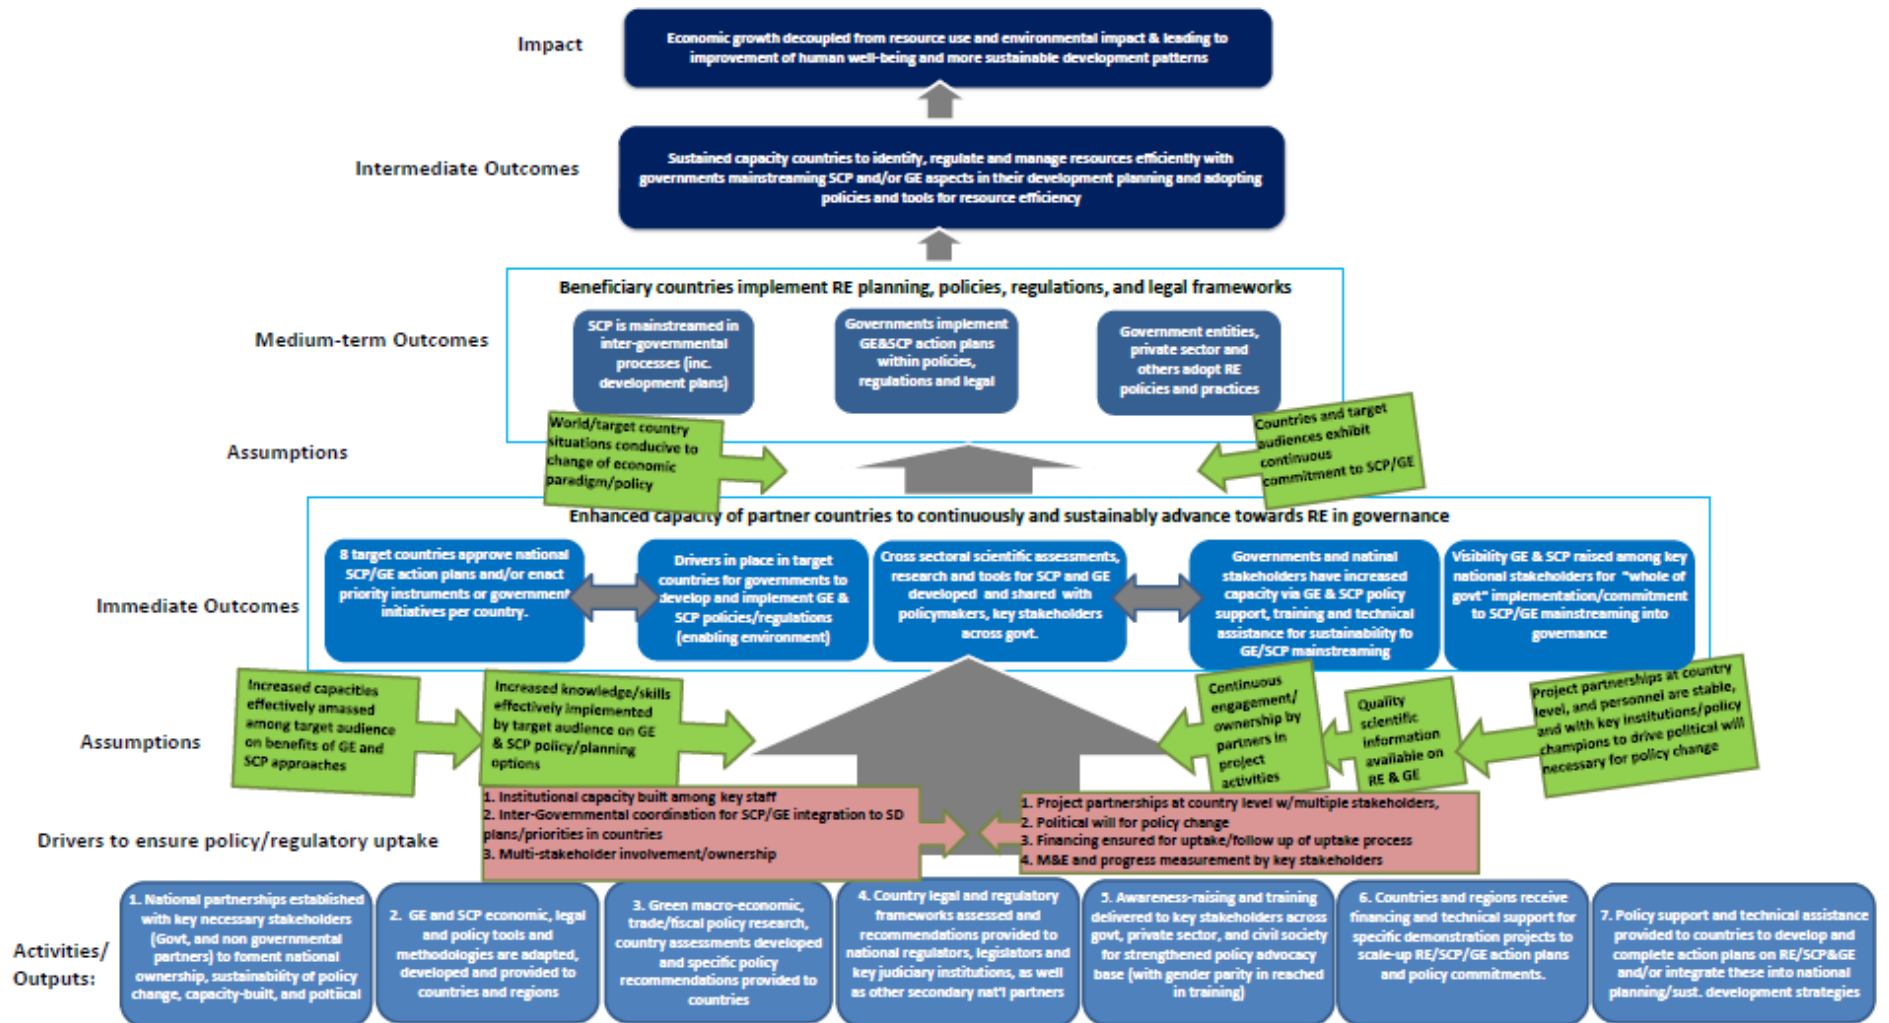 Impact
Economic growth decoupled from resource use and environmental impact & leading to
improvement of human well-being and more sustainable development patterns
Intermediate Outcomes
Sustained capacity countries to identify, regulate and manage resources efficiently with
governments mainstreaming SCP and/or GE aspects in their development planning and adopting
policies and tools for resource efficiency
Beneficiary countries implement RE planning, policies, regulations, and legal frameworks
Medium-term Outcomes
SCP is mainstreamed in
inter-governmental
processes (inc.
development plans)
Governments implement
GE&SCP action plans
within policies,
regulations and legal
Government entities,
private sector and
others adopt RE
policies and practices
Assumptions
World/target country
situations conducive to
change of economic
paradigm/policy
Countries and target
audiences exhibit
continuous
commitment to SCP/GE
Enhanced capacity of partner countries to continuously and sustainably advance towards RE in governance
Immediate Outcomes
8 target countries approve national
SCP/GE action plans and/or enact
priority instruments or government
initiatives per country.
Drivers in place in target
countries for governments to
develop and implement GE &
SCP policies/regulations
(enabling environment)
Cross sectoral scientific assessments,
research and tools for SCP and GE
developed and shared with
policymakers, key stakeholders
across govt.
Governments and natinal
stakeholders have increased
capacity via GE & SCP policy
support, training and technical
assistance for sustainability fo
GE/SCP mainstreaming
Visibility GE & SCP raised among key
national stakeholders for "whole of
govt" implementation/commitment
to SCP/GE mainstreaming into
governance
Assumptions
Increased capacities
effectively amassed
among target audience
on benefits of GE and
SCP approaches
Increased knowledge/skills
effectively implemented
by target audience on GE
& SCP policy/planning
options
Continuous
engagement/
ownership by
partners in
project
activities
Quality
scientific
information
available on
RE & GE
Project partnerships at country
level, and personnel are stable,
and with key institutions/policy
champions to drive political will
necessary for policy change
Drivers to ensure policy/regulatory uptake
1. Institutional capacity built among key staff
2. Inter-Governmental coordination for SCP/GE integration to SD
plans/priorities in countries
3. Multi-stakeholder involvement/ownership
1. Project partnerships at country level w/multiple stakeholders,
2. Political will for policy change
3. Financing ensured for uptake/follow up of uptake process
4. M&E and progress measurement by key stakeholders
Activities/
Outputs:
1. National partnerships established
with key necessary stakeholders
(Govt, and non governmental
partners) to foment national
ownership, sustainability of policy
change, capacity-built, and poltiical
2. GE and SCP economic, legal
and policy tools and
methodologies are adapted,
developed and provided to
countries and regions
3. Green macro-economic,
trade/fiscal policy research,
country assessments developed
and specific policy
recommendations provided to
countries
4. Country legal and regulatory
frameworks assessed and
recommendations provided to
national regulators, legislators and
key judiciary institutions, as well
as other secondary nat'l partners
5. Awareness-raising and training
delivered to key stakeholders across
govt, private sector, and civil society
for strengthened policy advocacy
base (with gender parity in reached
in training)
6. Countries and regions receive
financing and technical support for
specific demonstration projects to
scale-up RE/SCP/GE action plans
and policy commitments.
7. Policy support and technical assistance
provided to countries to develop and
complete action plans on RE/SCP&GE
and/or integrate these into national
planning/sust. development strategies